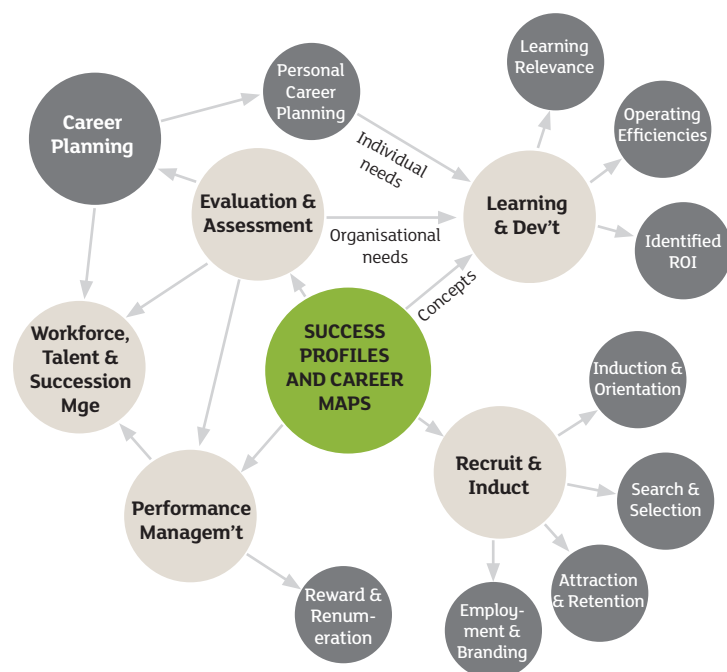 Learning
Relevance
Personal
Career
Planning
Operating
Efficiencies
Career
Planning
Individual
needs
Evaluation &
Assessment
Learning
& Dev't
Organisational
needs
Identified
ROI
Concepts
SUCCESS
PROFILES
AND CAREER
MAPS
Workforce,
Talent &
Succession
Mge
Induction &
Orientation
Recruit &
Induct
Search &
Selection
Performance
Managem't
Attraction
& Retention
Reward &
Renum-
eration
Employ-
ment &
Branding